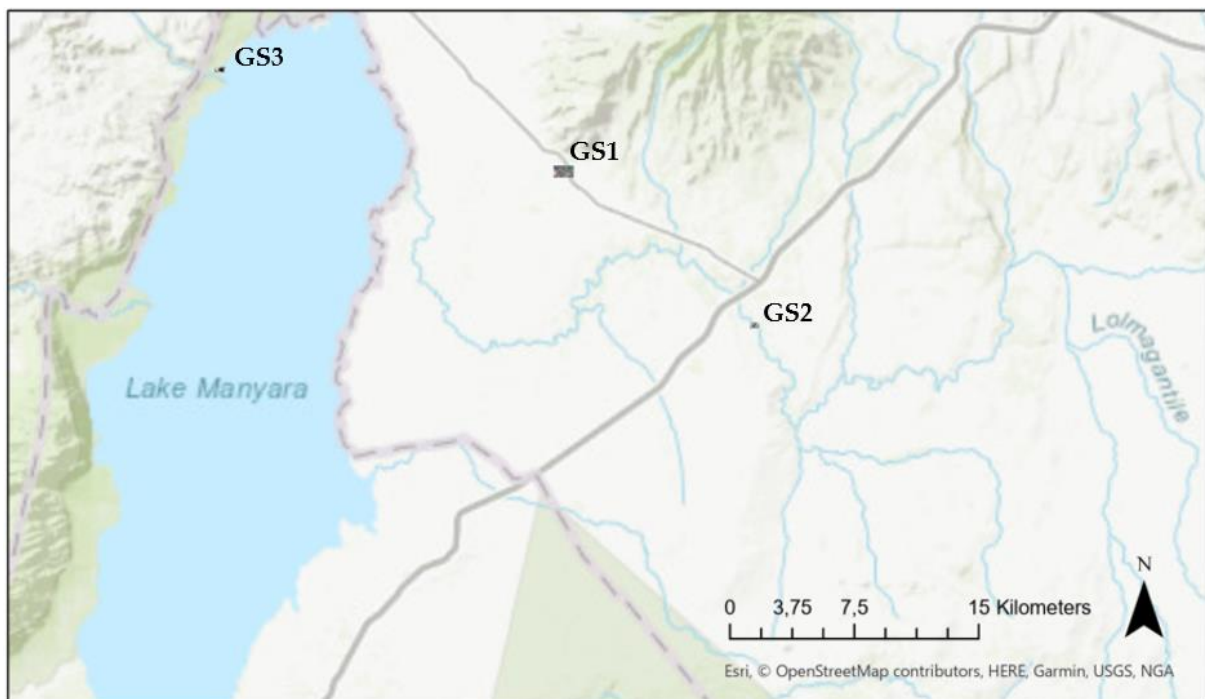 GS3
GS1
GS2
Lolmagantile
Lake Manyara
N
0 3,75 7,5 15 Kilometers
Esri, © OpenStreetMap contributors, HERE, Garmin, USGS, NGA